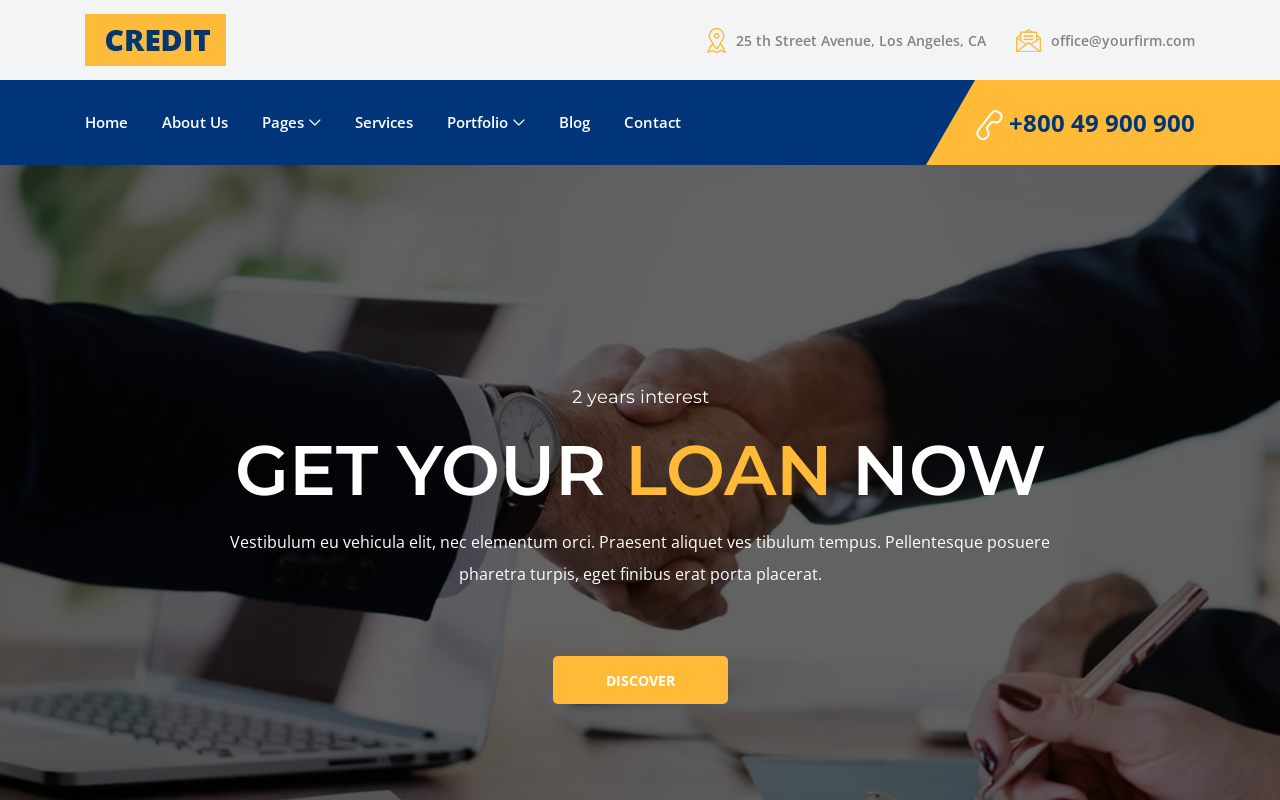 CREDIT
25 th Street Avenue, Los Angeles, CA
office@yourfirm.com
Home
About Us
Pages
Services
Portfolio
Blog
Contact
+800 49 900 900
2 years interest
GET YOUR LOAN NOW
Vestibulum eu vehicula elit, nec elementum orci. Praesent aliquet ves tibulum tempus. Pellentesque posuere
pharetra turpis, eget finibus erat porta placerat.
DISCOVER